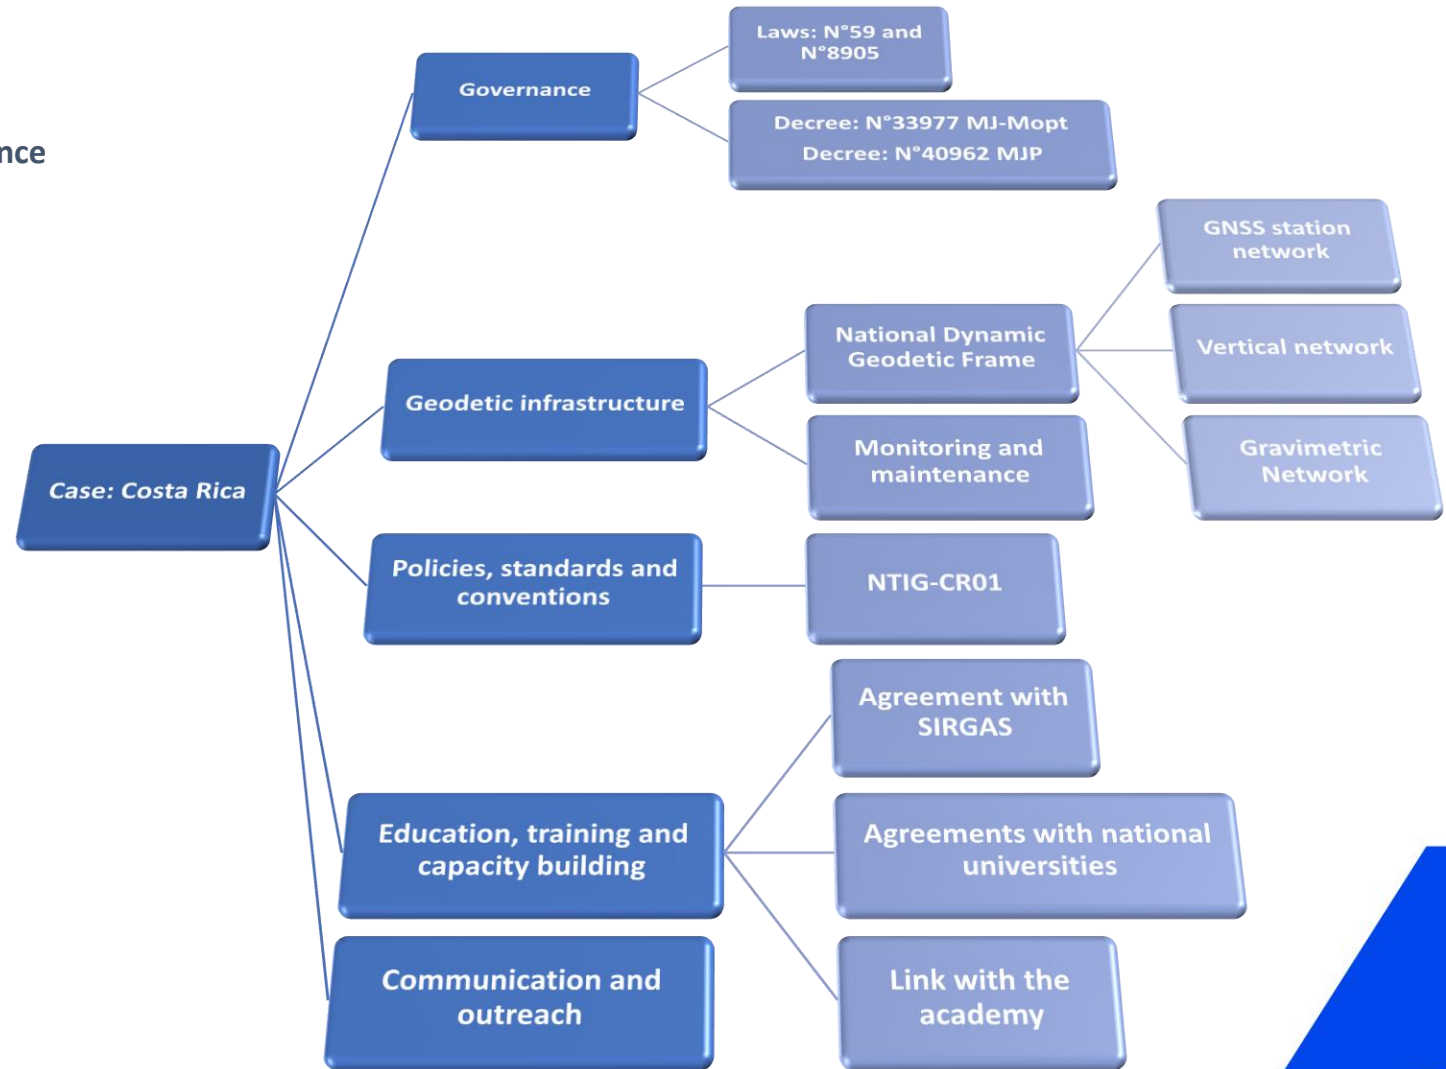 Laws: N°59 and
N°8905
Governance
Decree: N°33977 MJ-Mopt
Decree: N°40962 MJP
nce
GNSS station
network
National Dynamic
Geodetic Frame
Vertical network
Geodetic infrastructure
Monitoring and
maintenance
Gravimetric
Network
Case: Costa Rica
Policies, standards and
conventions
NTIG-CR01
Agreement with
SIRGAS
Education, training and
capacity building
Agreements with national
universities
Communication and
outreach
Link with the
academy